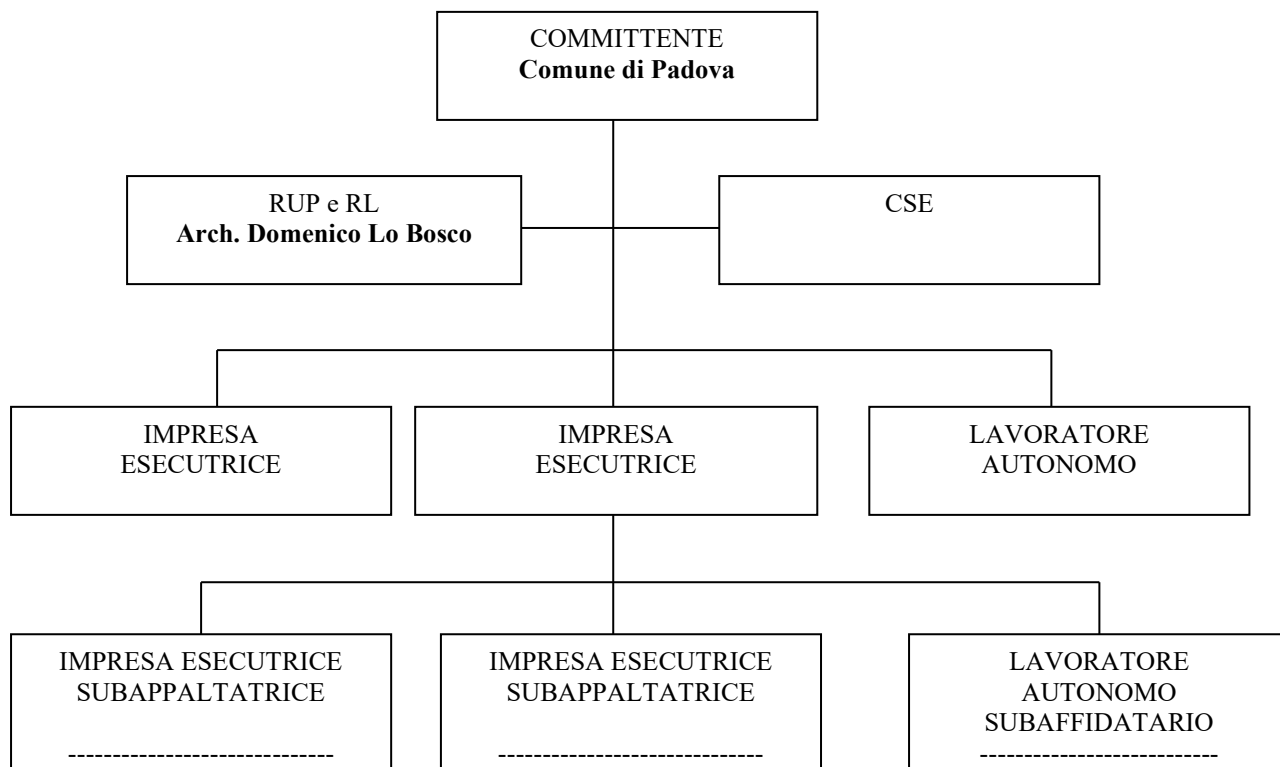 COMMITTENTE
Comune di Padova
RUP e RL
Arch. Domenico Lo Bosco
CSE
IMPRESA
ESECUTRICE
IMPRESA
ESECUTRICE
LAVORATORE
AUTONOMO
IMPRESA ESECUTRICE
SUBAPPALTATRICE
------------------------------
IMPRESA ESECUTRICE
SUBAPPALTATRICE
------------------------------
LAVORATORE
AUTONOMO
SUBAFFIDATARIO
---------------------------